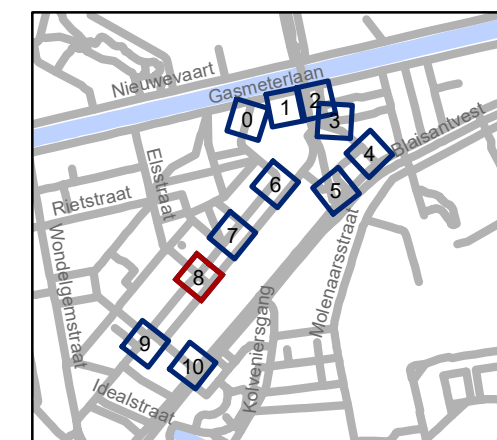 Nieuwevaart
Gasmeterlaan
0
1
2
3
4
Blaisantvest
Elsstraat
5
6
Rietstraat
7
Molenaarsstraat
Wondelgemstraat
8
Kolveniersgang
9
10
Idealstraat